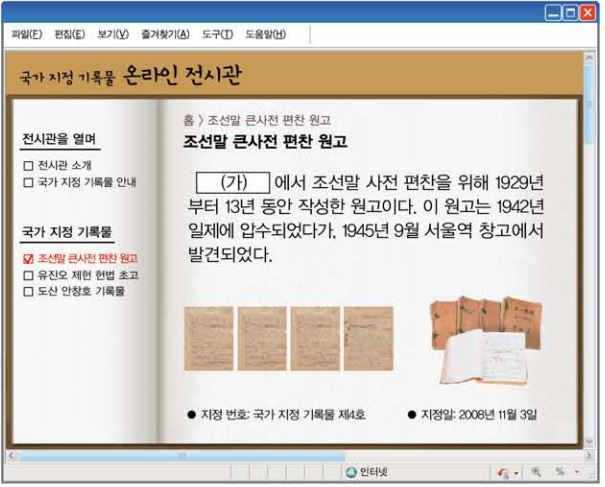 파일(F) 편집(E) 보기(V) 즐겨찾기(A) 도구(T) 도움말(H)
국가 지정 기록물 온라인 전시관
전시관을 열며
□ 전시관 소개
□ 국가 지정 기록물 안내
국가 지정 기록물
☑ 조선말 큰사전 편찬 원고
□ 유진오 제헌 헌법 초고
□ 도산 안창호 기록물
홈 〉 조선말 큰사전 편찬 원고
조선말 큰사전 편찬 원고
(가) 에서 조선말 사전 편찬을 위해 1929년
부터 13년 동안 작성한 원고이다. 이 원고는 1942년
일제에 압수되었다가, 1945년 9월 서울역 창고에서
발견되었다.
● 지정 번호: 국가 지정 기록물 제4호
● 지정일: 2008년 11월 3일
인터넷
%